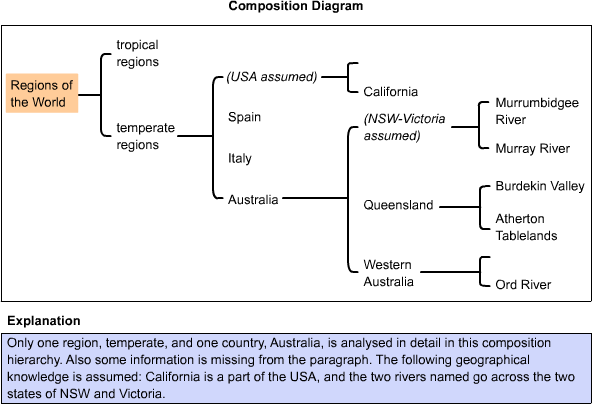 Composition Diagram
Regions of
the World
tropical
regions
temperate
regions
(USA assumed)
California
Spain
Italy
Australia
(NSW-Victoria
assumed)
Murrumbidgee
River
Murray River
Queensland
Burdekin Valley
Atherton
Tablelands
Western
Australia
Ord River
Explanation
Only one region, temperate, and one country, Australia, is analysed in detail in this composition
hierarchy. Also some information is missing from the paragraph. The following geographical
knowledge is assumed: California is a part of the USA, and the two rivers named go across the two
states of NSW and Victoria.